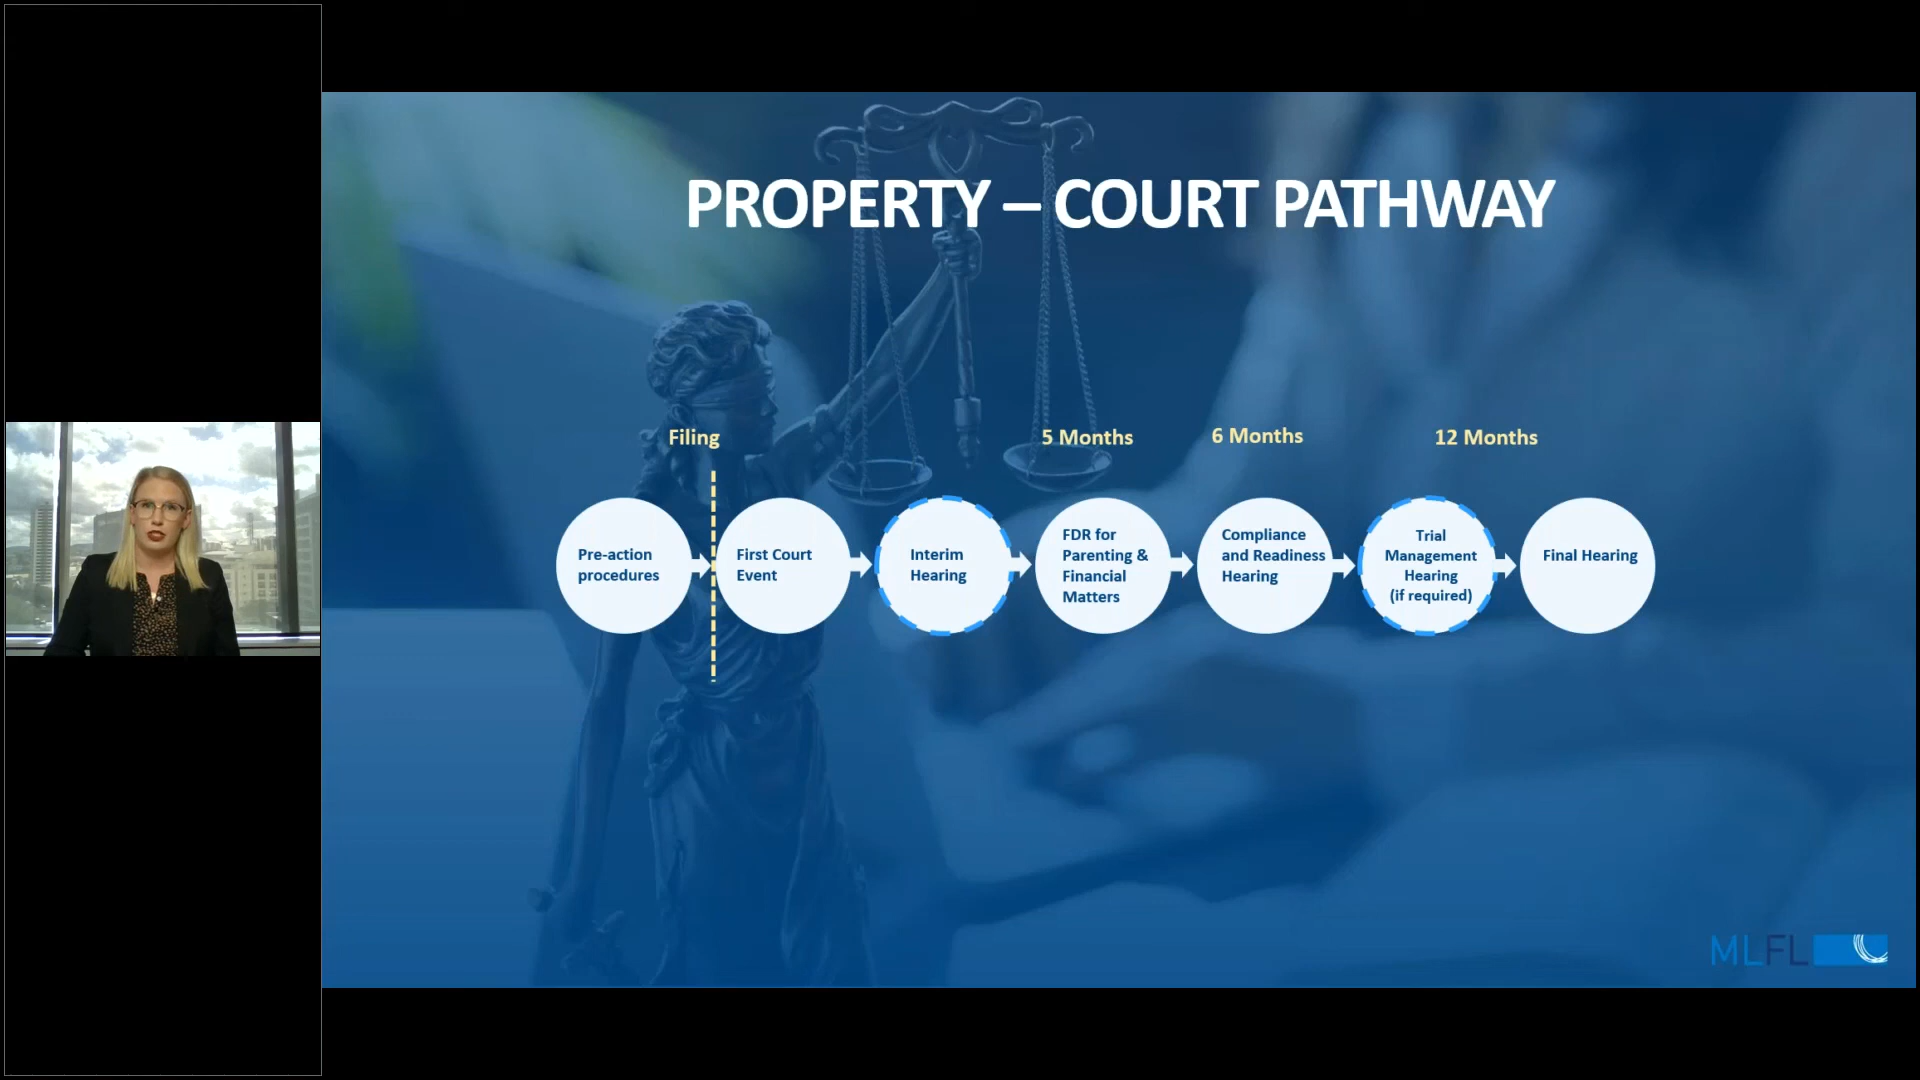 PROPERTY – COURT PATHWAY
Filing
5 Months
6 Months
12 Months
Pre-action
procedures
First Court
Event
Interim
Hearing
FDR for
Parenting &
Financial
Matters
Compliance
and Readiness
Hearing
Trial
Management
Hearing
(if required)
Final Hearing
MLFL